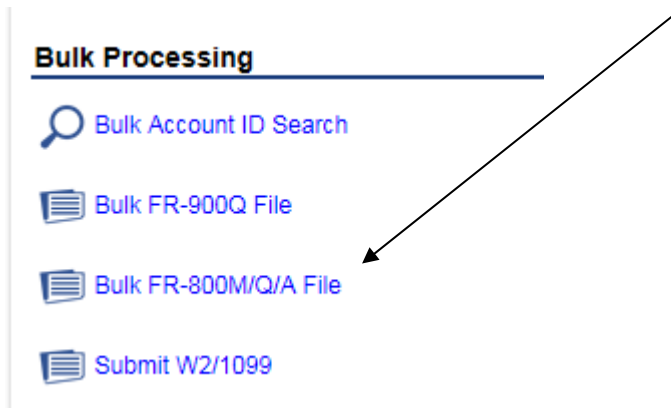 Bulk Processing
Bulk Account ID Search
Bulk FR-900Q File
Bulk FR-800M/Q/A File
Submit W2/1099